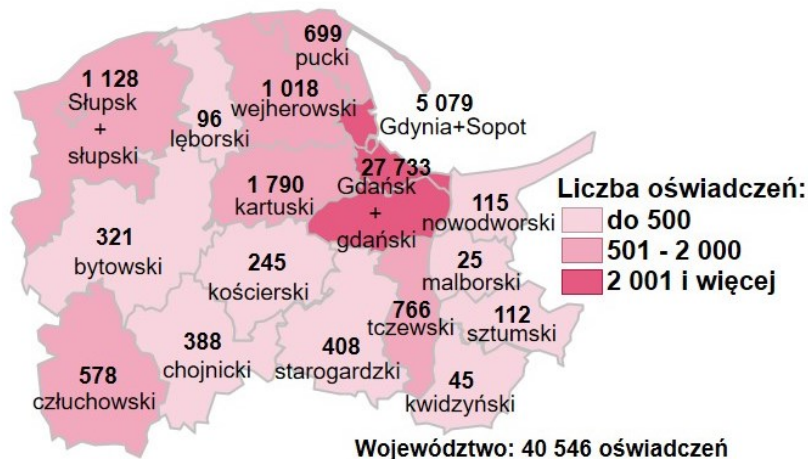 699
pucki
1 128
Słupsk
+
słupski
1 018
wejherowski
5 079
Gdynia+Sopot
96
lęborski
27 733
Gdańsk
+
gdański
1 790
kartuski
115
nowodworski
321
bytowski
245
kościerski
25
malborski
766
tczewski
112
sztumski
388
chojnicki
408
starogardzki
578
człuchowski
45
kwidzyński
Liczba oświadczeń:
do 500
501 - 2 000
2 001 i więcej
Województwo: 40 546 oświadczeń